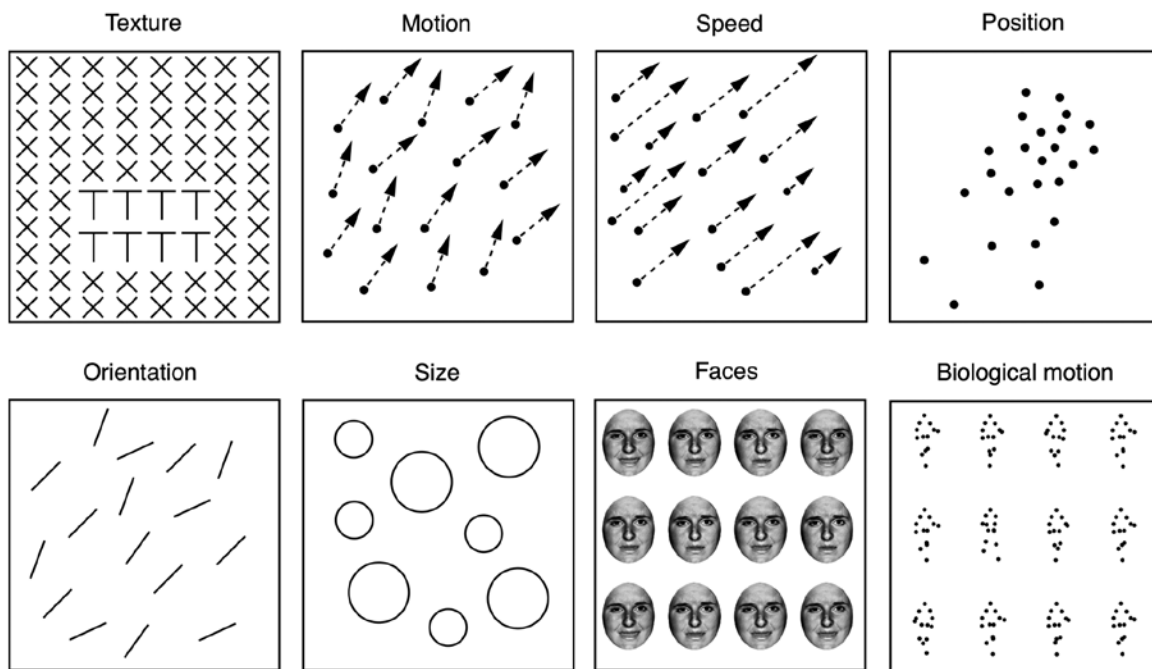 Texture
Motion
Speed
Position
Orientation
Size
Faces
Biological motion